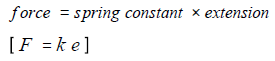 force = spring constant × extension
[ F = k e ]